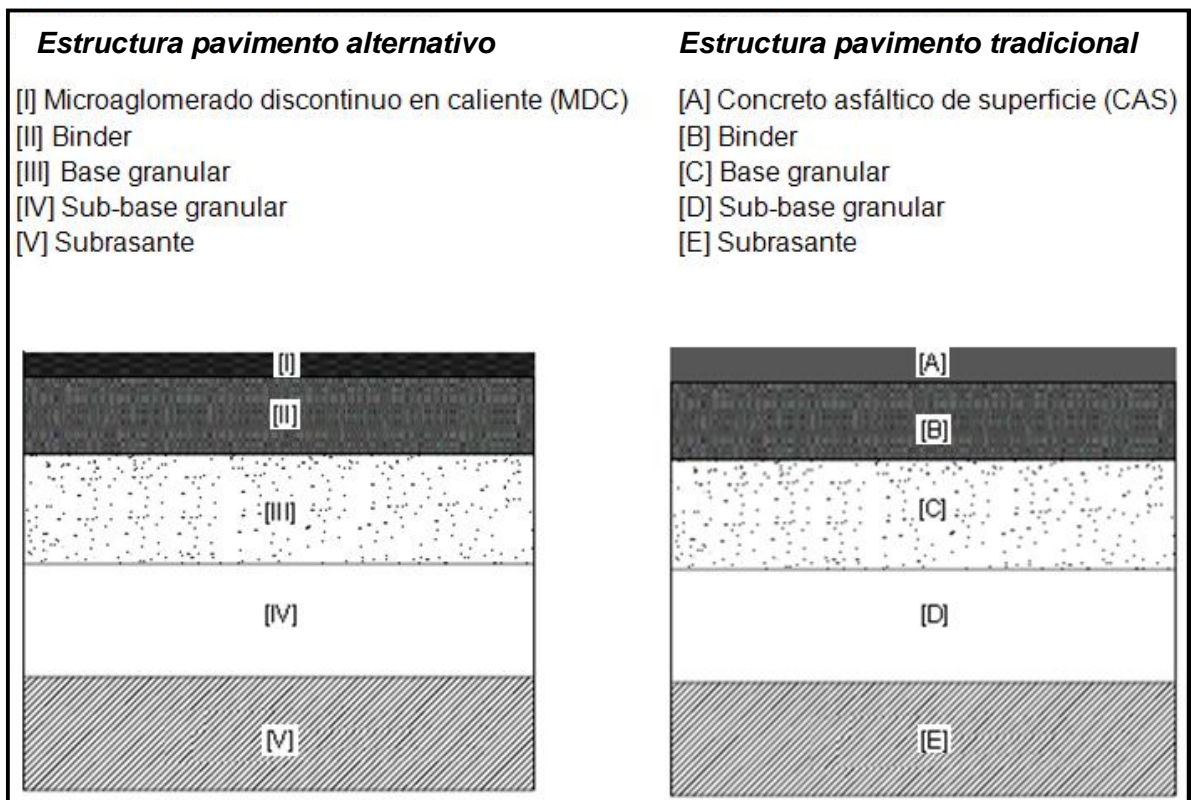 Estructura pavimento alternativo
[I] Microaglomerado discontinuo en caliente (MDC)
[II] Binder
[III] Base granular
[IV] Sub-base granular
[V] Subrasante
[I]
[II]
[III]
[IV]
[V]
Estructura pavimento tradicional
[A] Concreto asfáltico de superficie (CAS)
[B] Binder
[C] Base granular
[D] Sub-base granular
[E] Subrasante
[A]
[B]
[C]
[D]
[E]